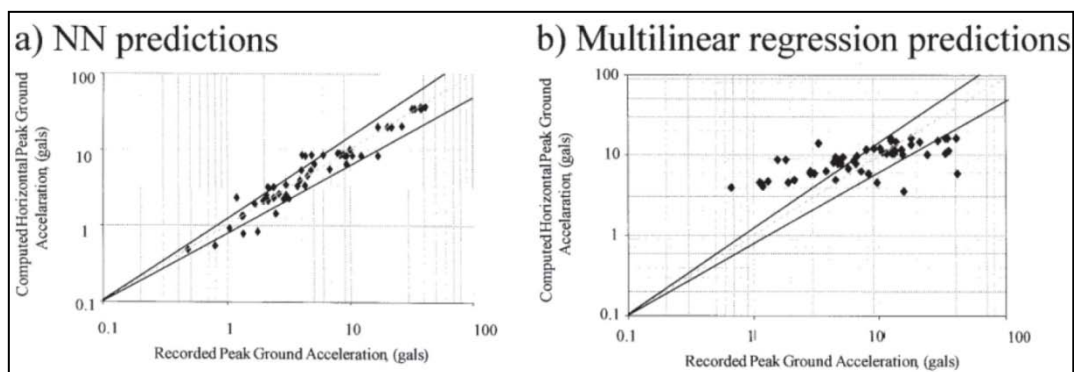 a) NN predictions
Computed Horizontal Peak Ground
Accelaration, (gals)
100
10
1
0.1
0.1 1 10 100
Recorded Peak Ground Acceleration, (gals)
b) Multilinear regression predictions
Computed Horizontal Peak Ground
Accelaration, (gals)
100
10
1
0.1
0.1 1 10 100
Recorded Peak Ground Acceleration, (gals)